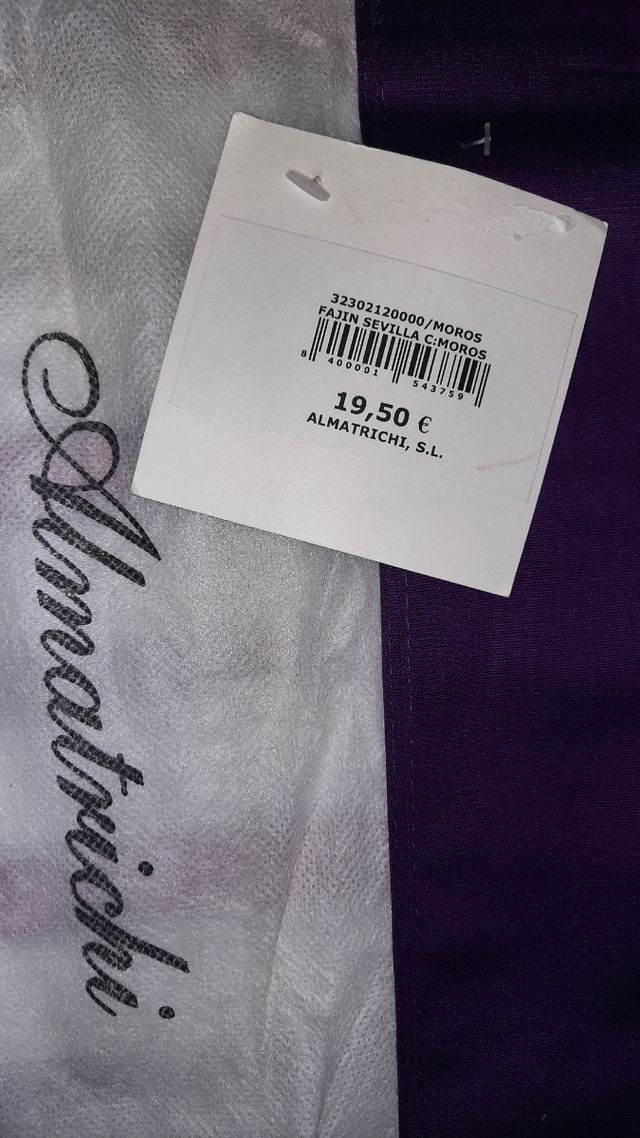 32302120000/MOROS
FAJIN SEVILLA C:MOROS
8 400001 543759
19,50 €
ALMATRICHI, S.L.
Almatrichi